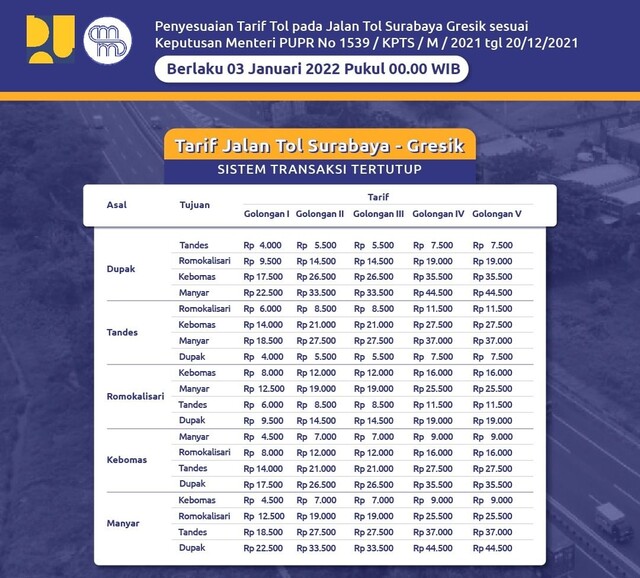 Penyesuaian Tarif Tol pada Jalan Tol Surabaya Gresik sesuai
Keputusan Menteri PUPR No 1539 / KPTS / M / 2021 tgl 20/12/2021
Berlaku 03 Januari 2022 Pukul 00.00 WIB
Tarif Jalan Tol Surabaya - Gresik
SISTEM TRANSAKSI TERTUTUP
Asal Tujuan Tarif
Golongan I Golongan II Golongan III Golongan IV Golongan V
Dupak
Tandes Rp 4.000 Rp 5.500 Rp 5.500 Rp 7.500 Rp 7.500
Romokalisari Rp 9.500 Rp 14.500 Rp 14.500 Rp 19.000 Rp 19.000
Kebomas Rp 17.500 Rp 26.500 Rp 26.500 Rp 35.500 Rp 35.500
Manyar Rp 22.500 Rp 33.500 Rp 33.500 Rp 44.500 Rp 44.500
Tandes
Romokalisari Rp 6.000 Rp 8.500 Rp 8.500 Rp 11.500 Rp 11.500
Kebomas Rp 14.000 Rp 21.000 Rp 21.000 Rp 27.500 Rp 27.500
Manyar Rp 18.500 Rp 27.500 Rp 27.500 Rp 37.000 Rp 37.000
Dupak Rp 4.000 Rp 5.500 Rp 5.500 Rp 7.500 Rp 7.500
Romokalisari
Kebomas Rp 8.000 Rp 12.000 Rp 12.000 Rp 16.000 Rp 16.000
Manyar Rp 12.500 Rp 19.000 Rp 19.000 Rp 25.500 Rp 25.500
Tandes Rp 6.000 Rp 8.500 Rp 8.500 Rp 11.500 Rp 11.500
Dupak Rp 9.500 Rp 14.500 Rp 14.500 Rp 19.000 Rp 19.000
Kebomas
Manyar Rp 4.500 Rp 7.000 Rp 7.000 Rp 9.000 Rp 9.000
Romokalisari Rp 8.000 Rp 12.000 Rp 12.000 Rp 16.000 Rp 16.000
Tandes Rp 14.000 Rp 21.000 Rp 21.000 Rp 27.500 Rp 27.500
Dupak Rp 17.500 Rp 26.500 Rp 26.500 Rp 35.500 Rp 35.500
Manyar
Kebomas Rp 4.500 Rp 7.000 Rp 7.000 Rp 9.000 Rp 9.000
Romokalisari Rp 12.500 Rp 19.000 Rp 19.000 Rp 25.500 Rp 25.500
Tandes Rp 18.500 Rp 27.500 Rp 27.500 Rp 37.000 Rp 37.000
Dupak Rp 22.500 Rp 33.500 Rp 33.500 Rp 44.500 Rp 44.500